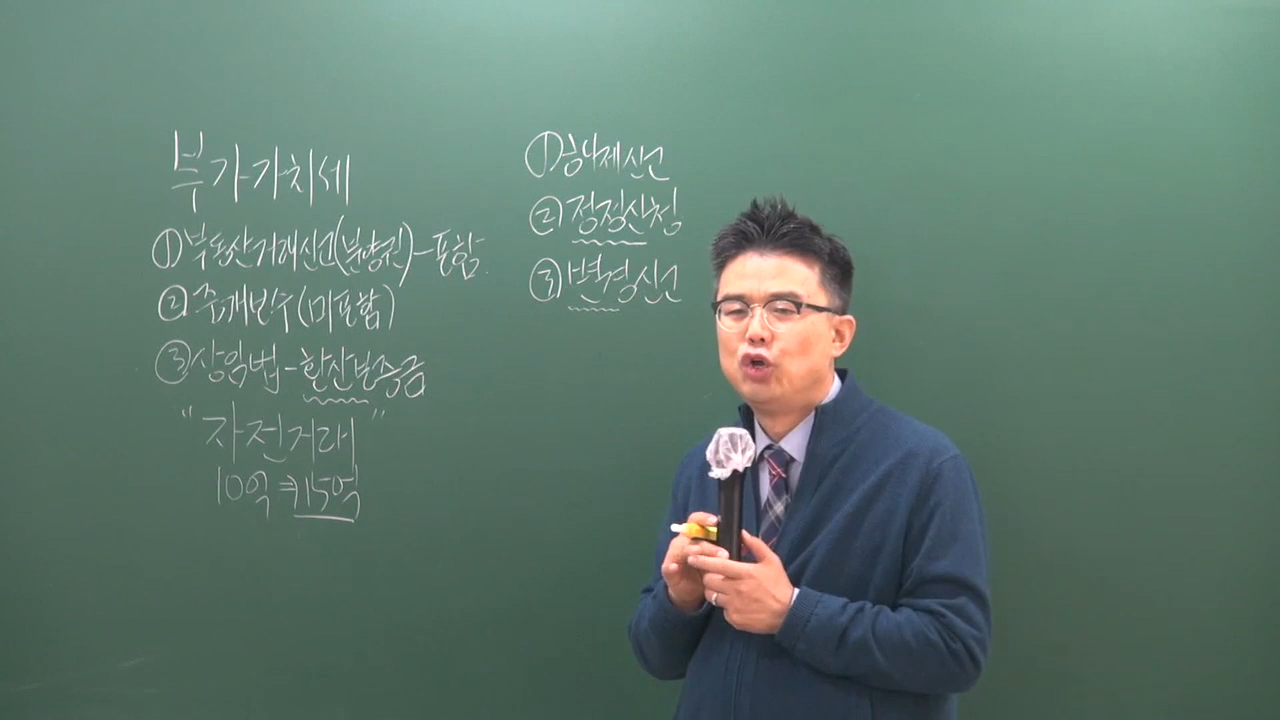 부가가치세
①부동산거래신고(분양권)-포함
②중개보수(미포함)
③상임법-환산보증금
"자전거래"
10억⇒15억
①해제신고
②정정신청
③변경신고